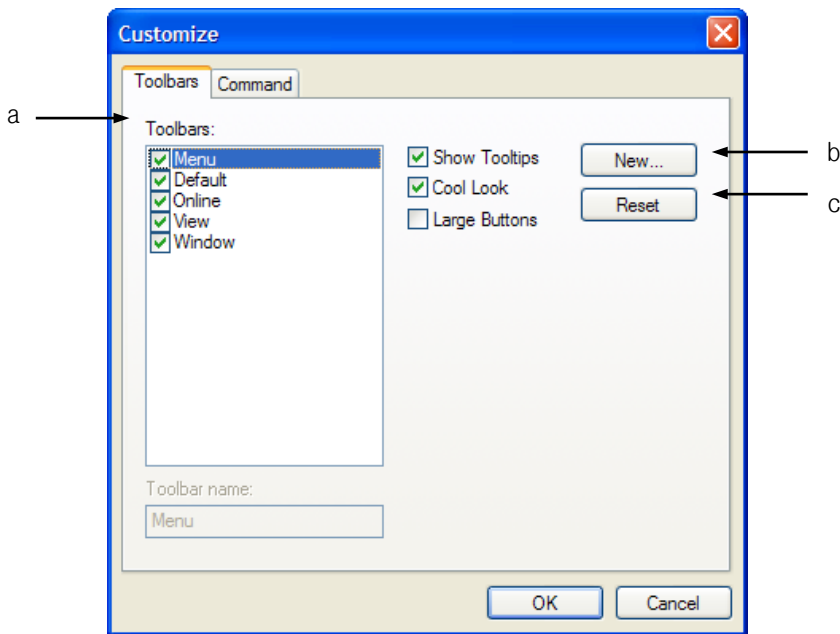 Customize
Toolbars Command
a
Toolbars:
Menu
Default
Online
View
Window
Show Tooltips
Cool Look
Large Buttons
New...
b
Reset
c
Toolbar name:
Menu
OK Cancel